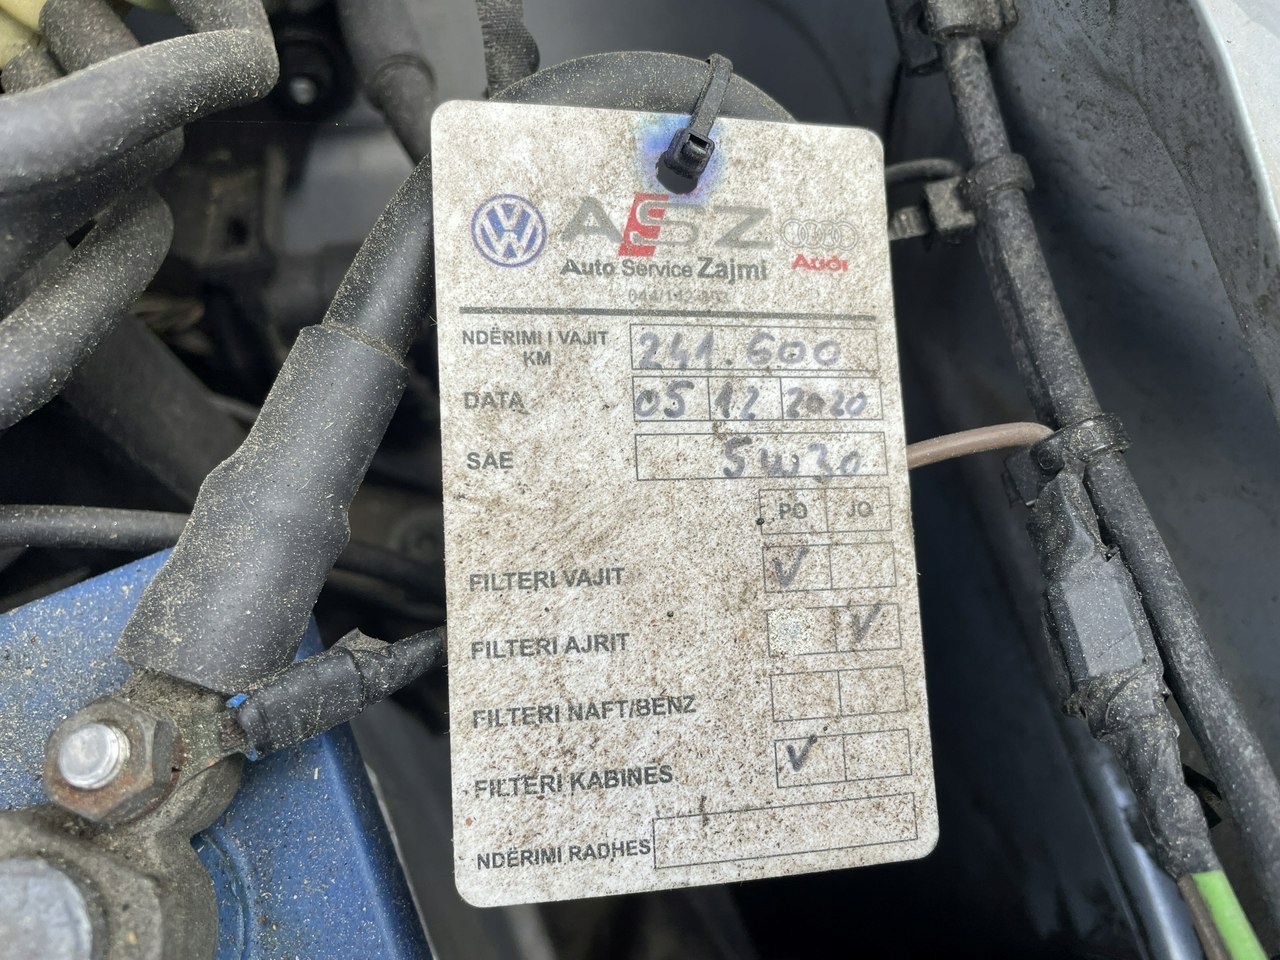 ASZ
Auto Service Zajmi
Audi
NDËRIMI I VAJIT KM 241.600
DATA 05 12 2020
SAE 5W30
PO JO
FILTERI VAJIT ✓
FILTERI AJRIT ✓
FILTERI NAFT/BENZ
FILTERI KABINES ✓
NDËRIMI RADHES